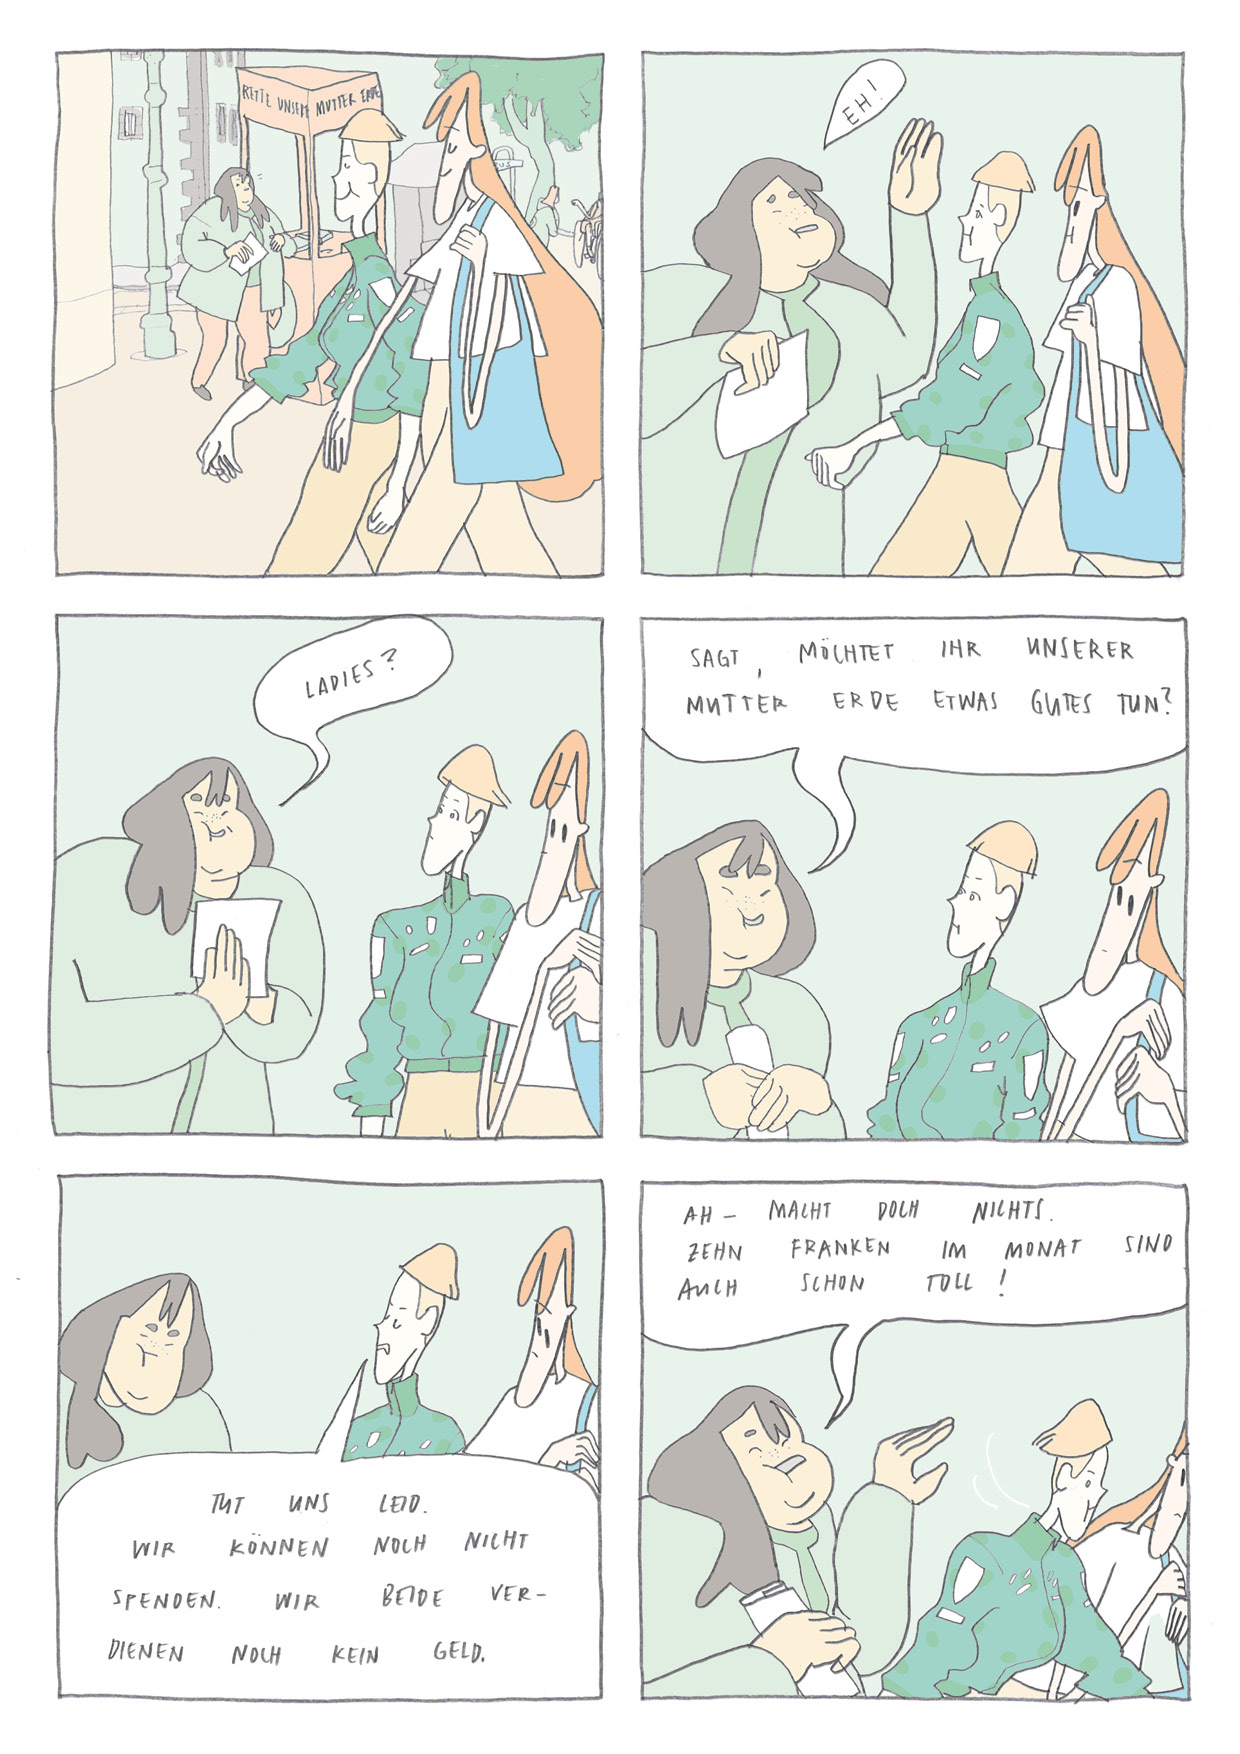 RETTE UNSERE MUTTER ERDE
EH!
LADIES?
SAGT, MÖCHTET IHR UNSERER
MUTTER ERDE ETWAS GUTES TUN?
TUT UNS LEID.
WIR KÖNNEN NOCH NICHT
SPENDEN. WIR BEIDE VER-
DIENEN NOCH KEIN GELD.
AH – MACHT DOCH NICHTS.
ZEHN FRANKEN IM MONAT SIND
AUCH SCHON TOLL!